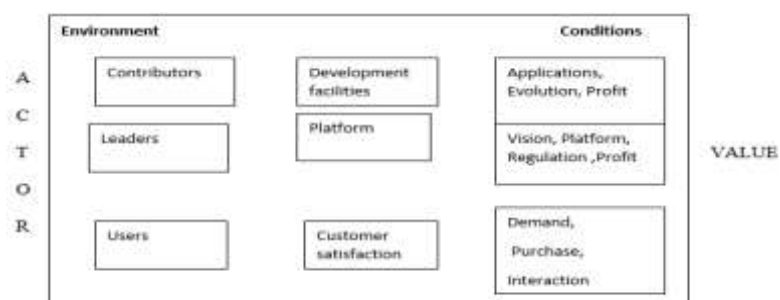 Environment
Conditions
A
C
T
O
R
Contributors
Development
facilities
Applications,
Evolution, Profit
Leaders
Platform
Vision, Platform,
Regulation ,Profit
VALUE
Users
Customer
satisfaction
Demand,
Purchase,
Interaction